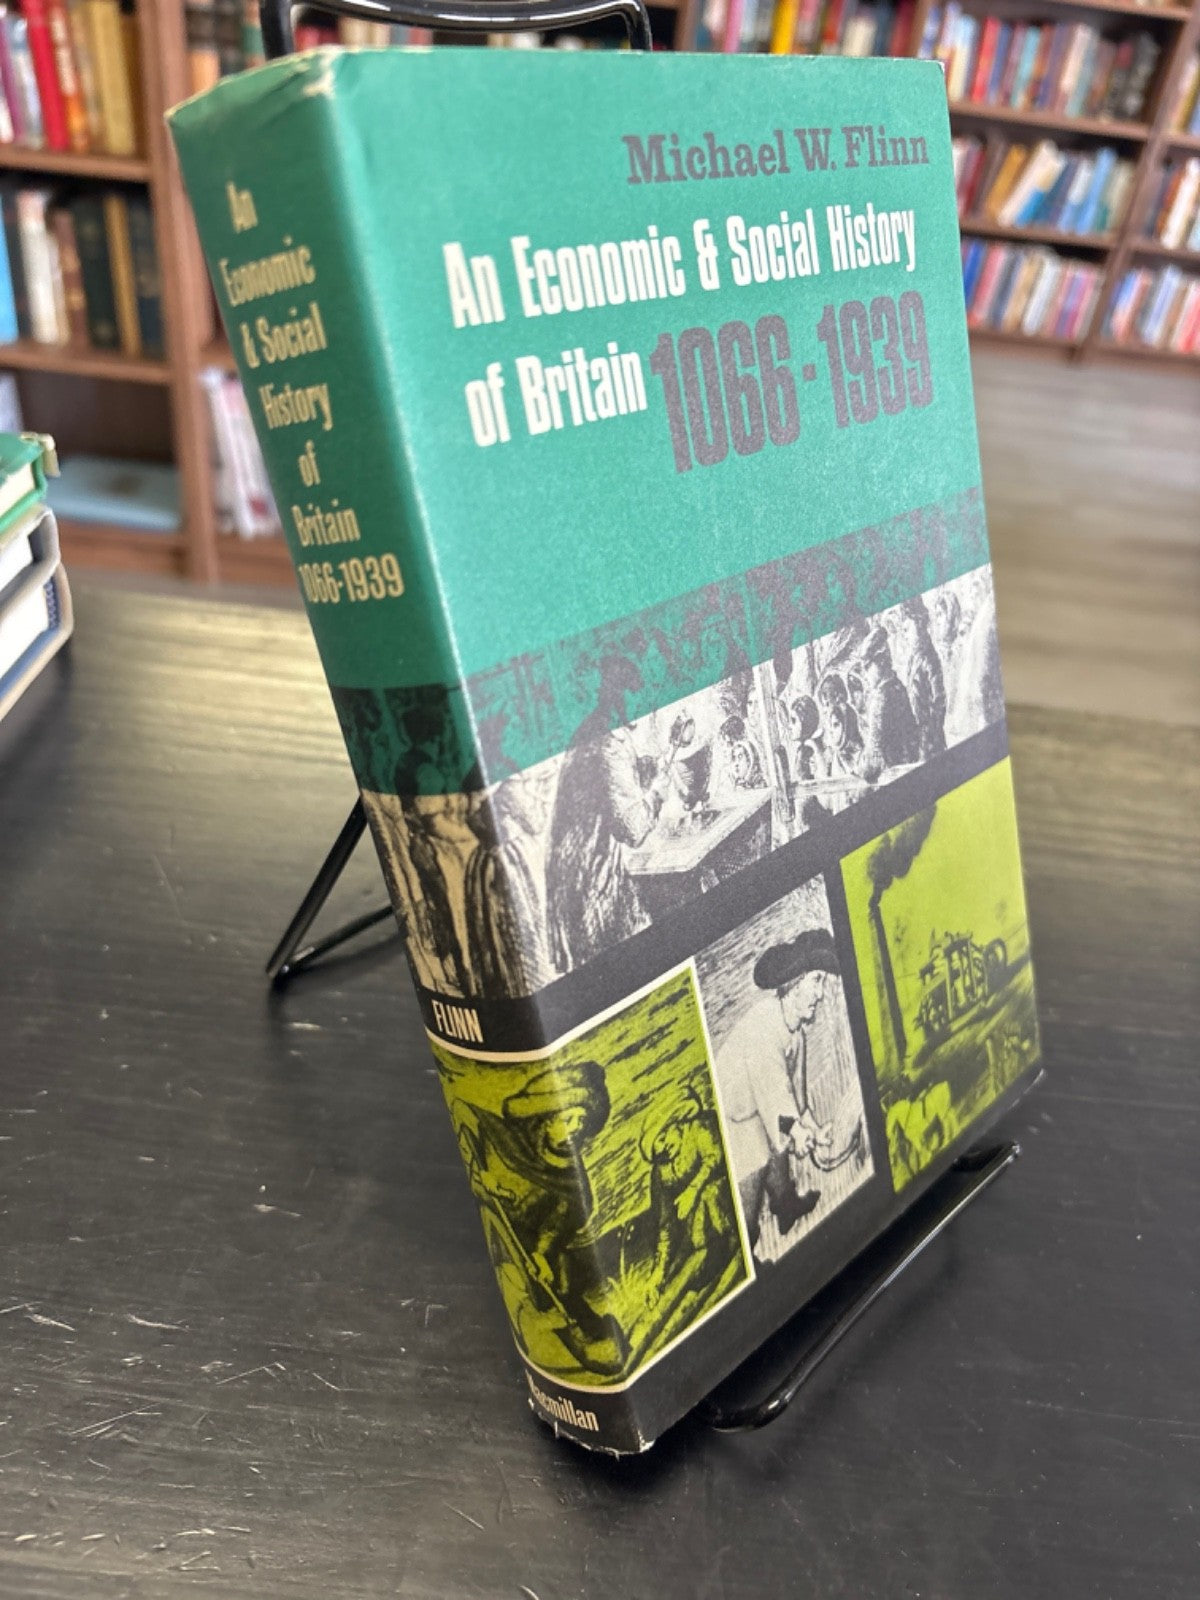 Michael W. Flinn
An Economic & Social History
of Britain 1066-1939
An
Economic
& Social
History
of
Britain
1066-1939
FLINN
Macmillan